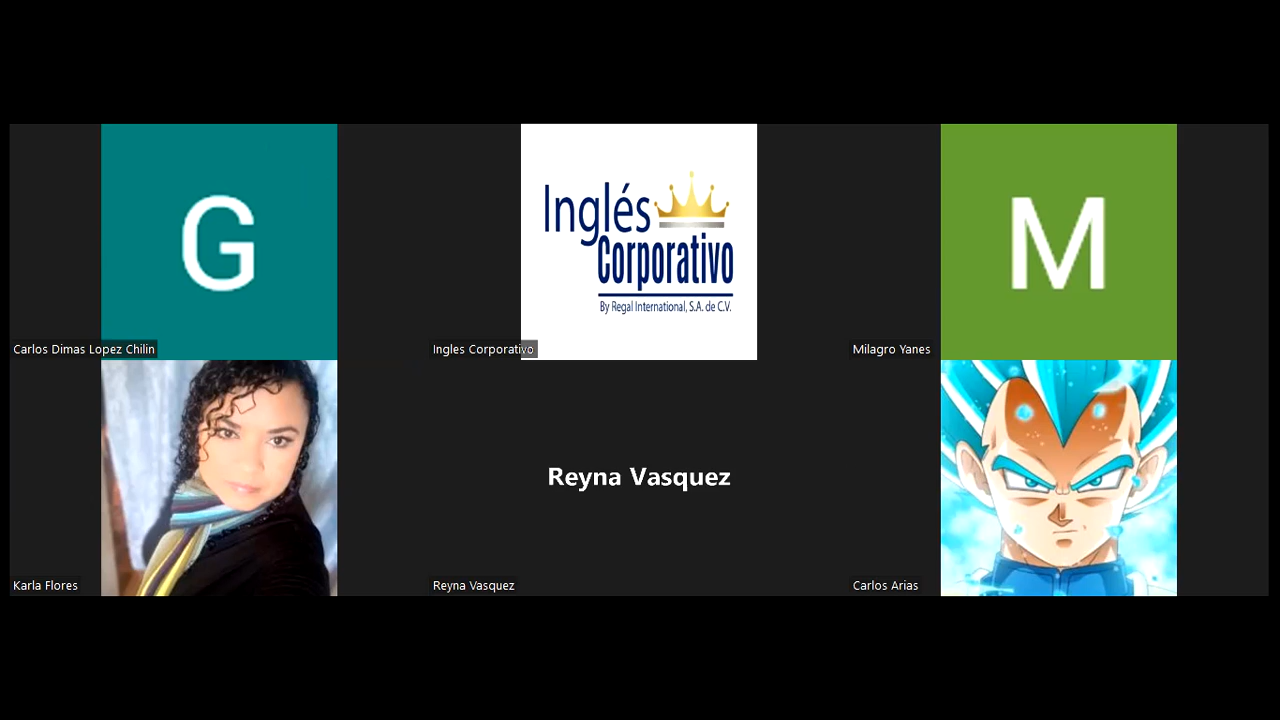 G
Inglés
Corporativo
By Regal International, S.A. de C.V.
M
Carlos Dimas Lopez Chilin
Ingles Corporativo
Milagro Yanes
Reyna Vasquez
Karla Flores
Reyna Vasquez
Carlos Arias